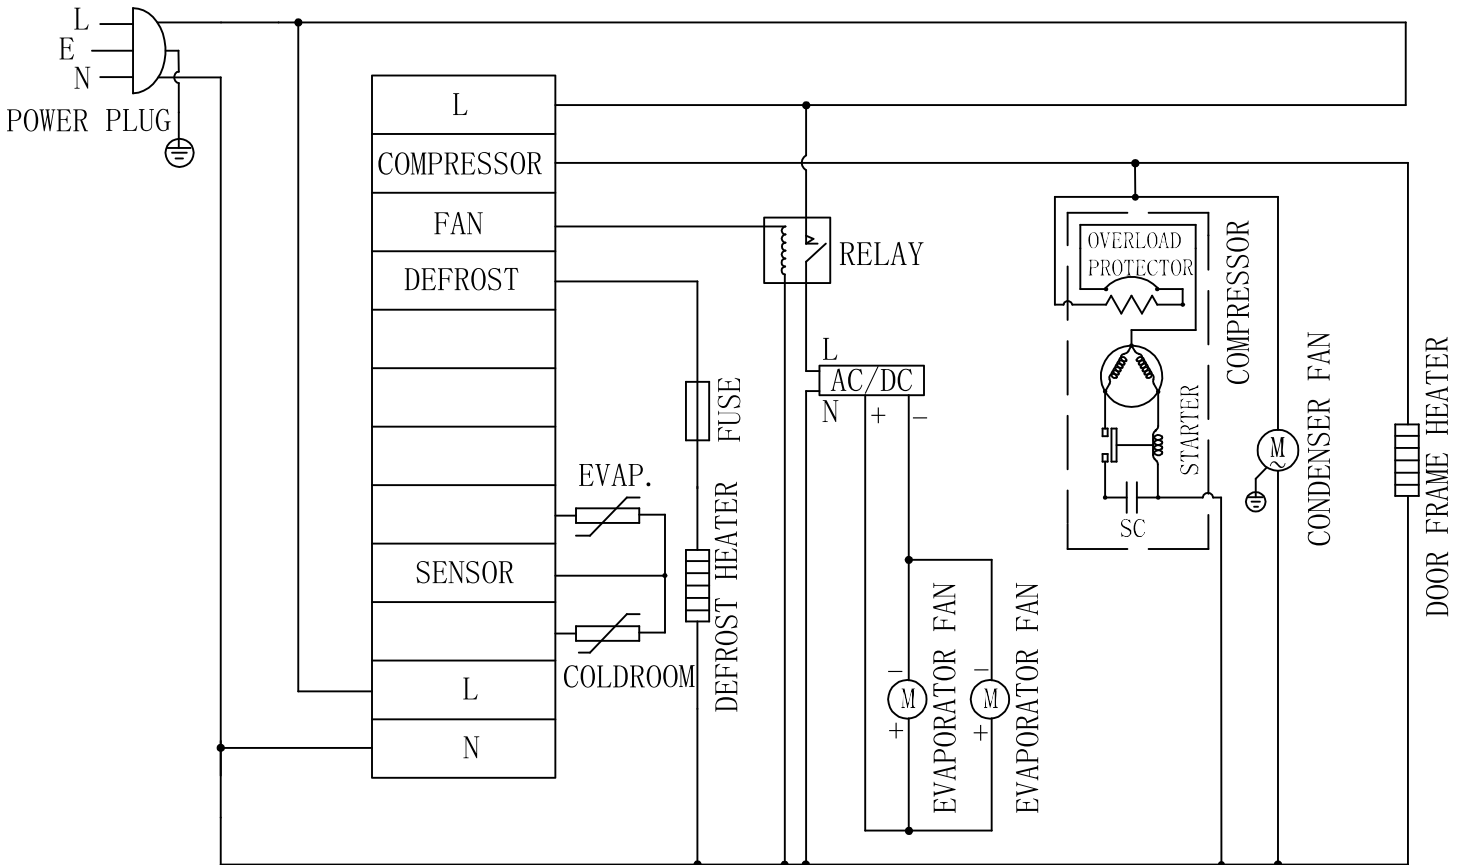 L
E
N
POWER PLUG
L
COMPRESSOR
FAN
DEFROST
SENSOR
L
N
EVAP.
COLDROOM
FUSE
DEFROST HEATER
RELAY
L
AC/DC
N
+
-
-
M
+
EVAPORATOR FAN
-
M
+
EVAPORATOR FAN
OVERLOAD
PROTECTOR
COMPRESSOR
STARTER
SC
M
~
CONDENSER FAN
DOOR FRAME HEATER